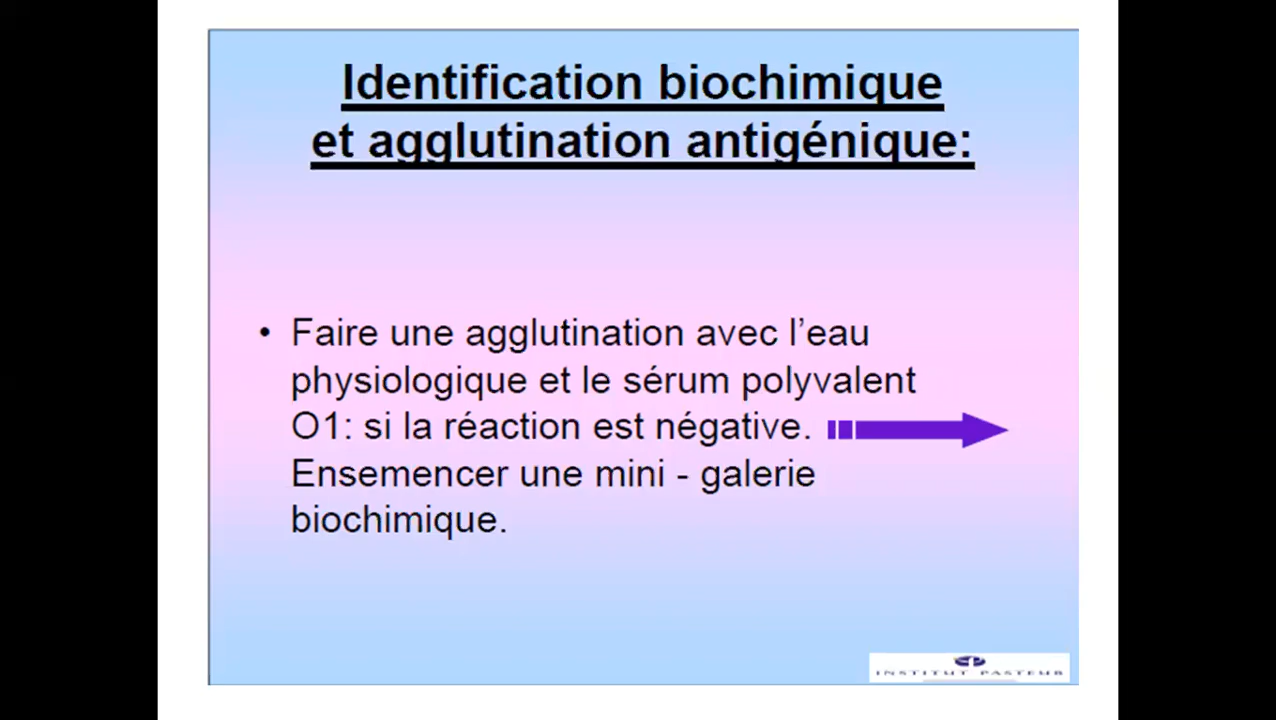 Identification biochimique
et agglutination antigénique:
• Faire une agglutination avec l’eau
physiologique et le sérum polyvalent
O1: si la réaction est négative.
Ensemencer une mini - galerie
biochimique.
INSTITUT PASTEUR